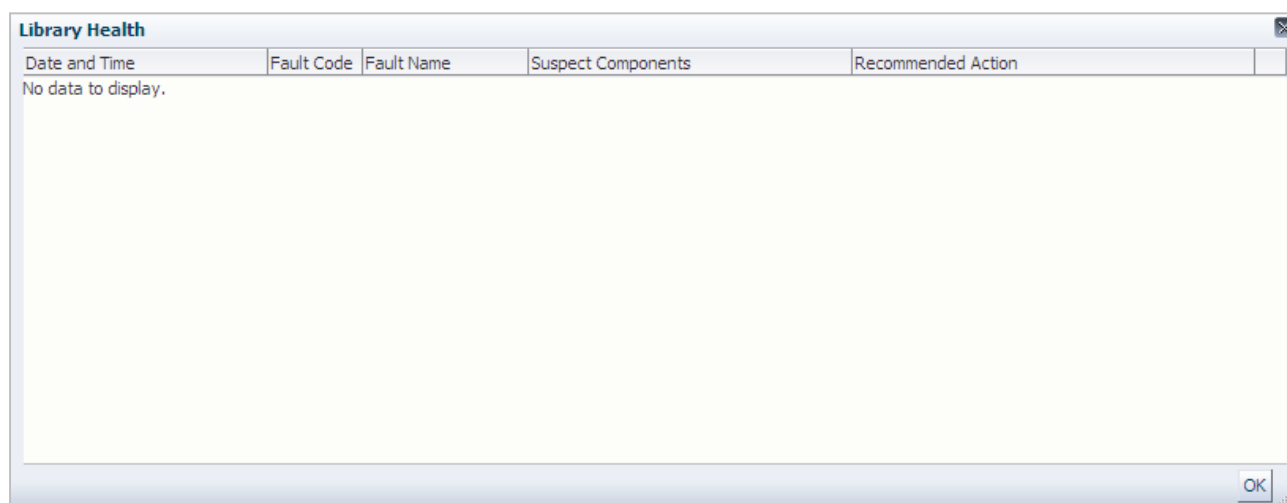 Library Health
Date and Time Fault Code Fault Name Suspect Components Recommended Action
No data to display.
OK